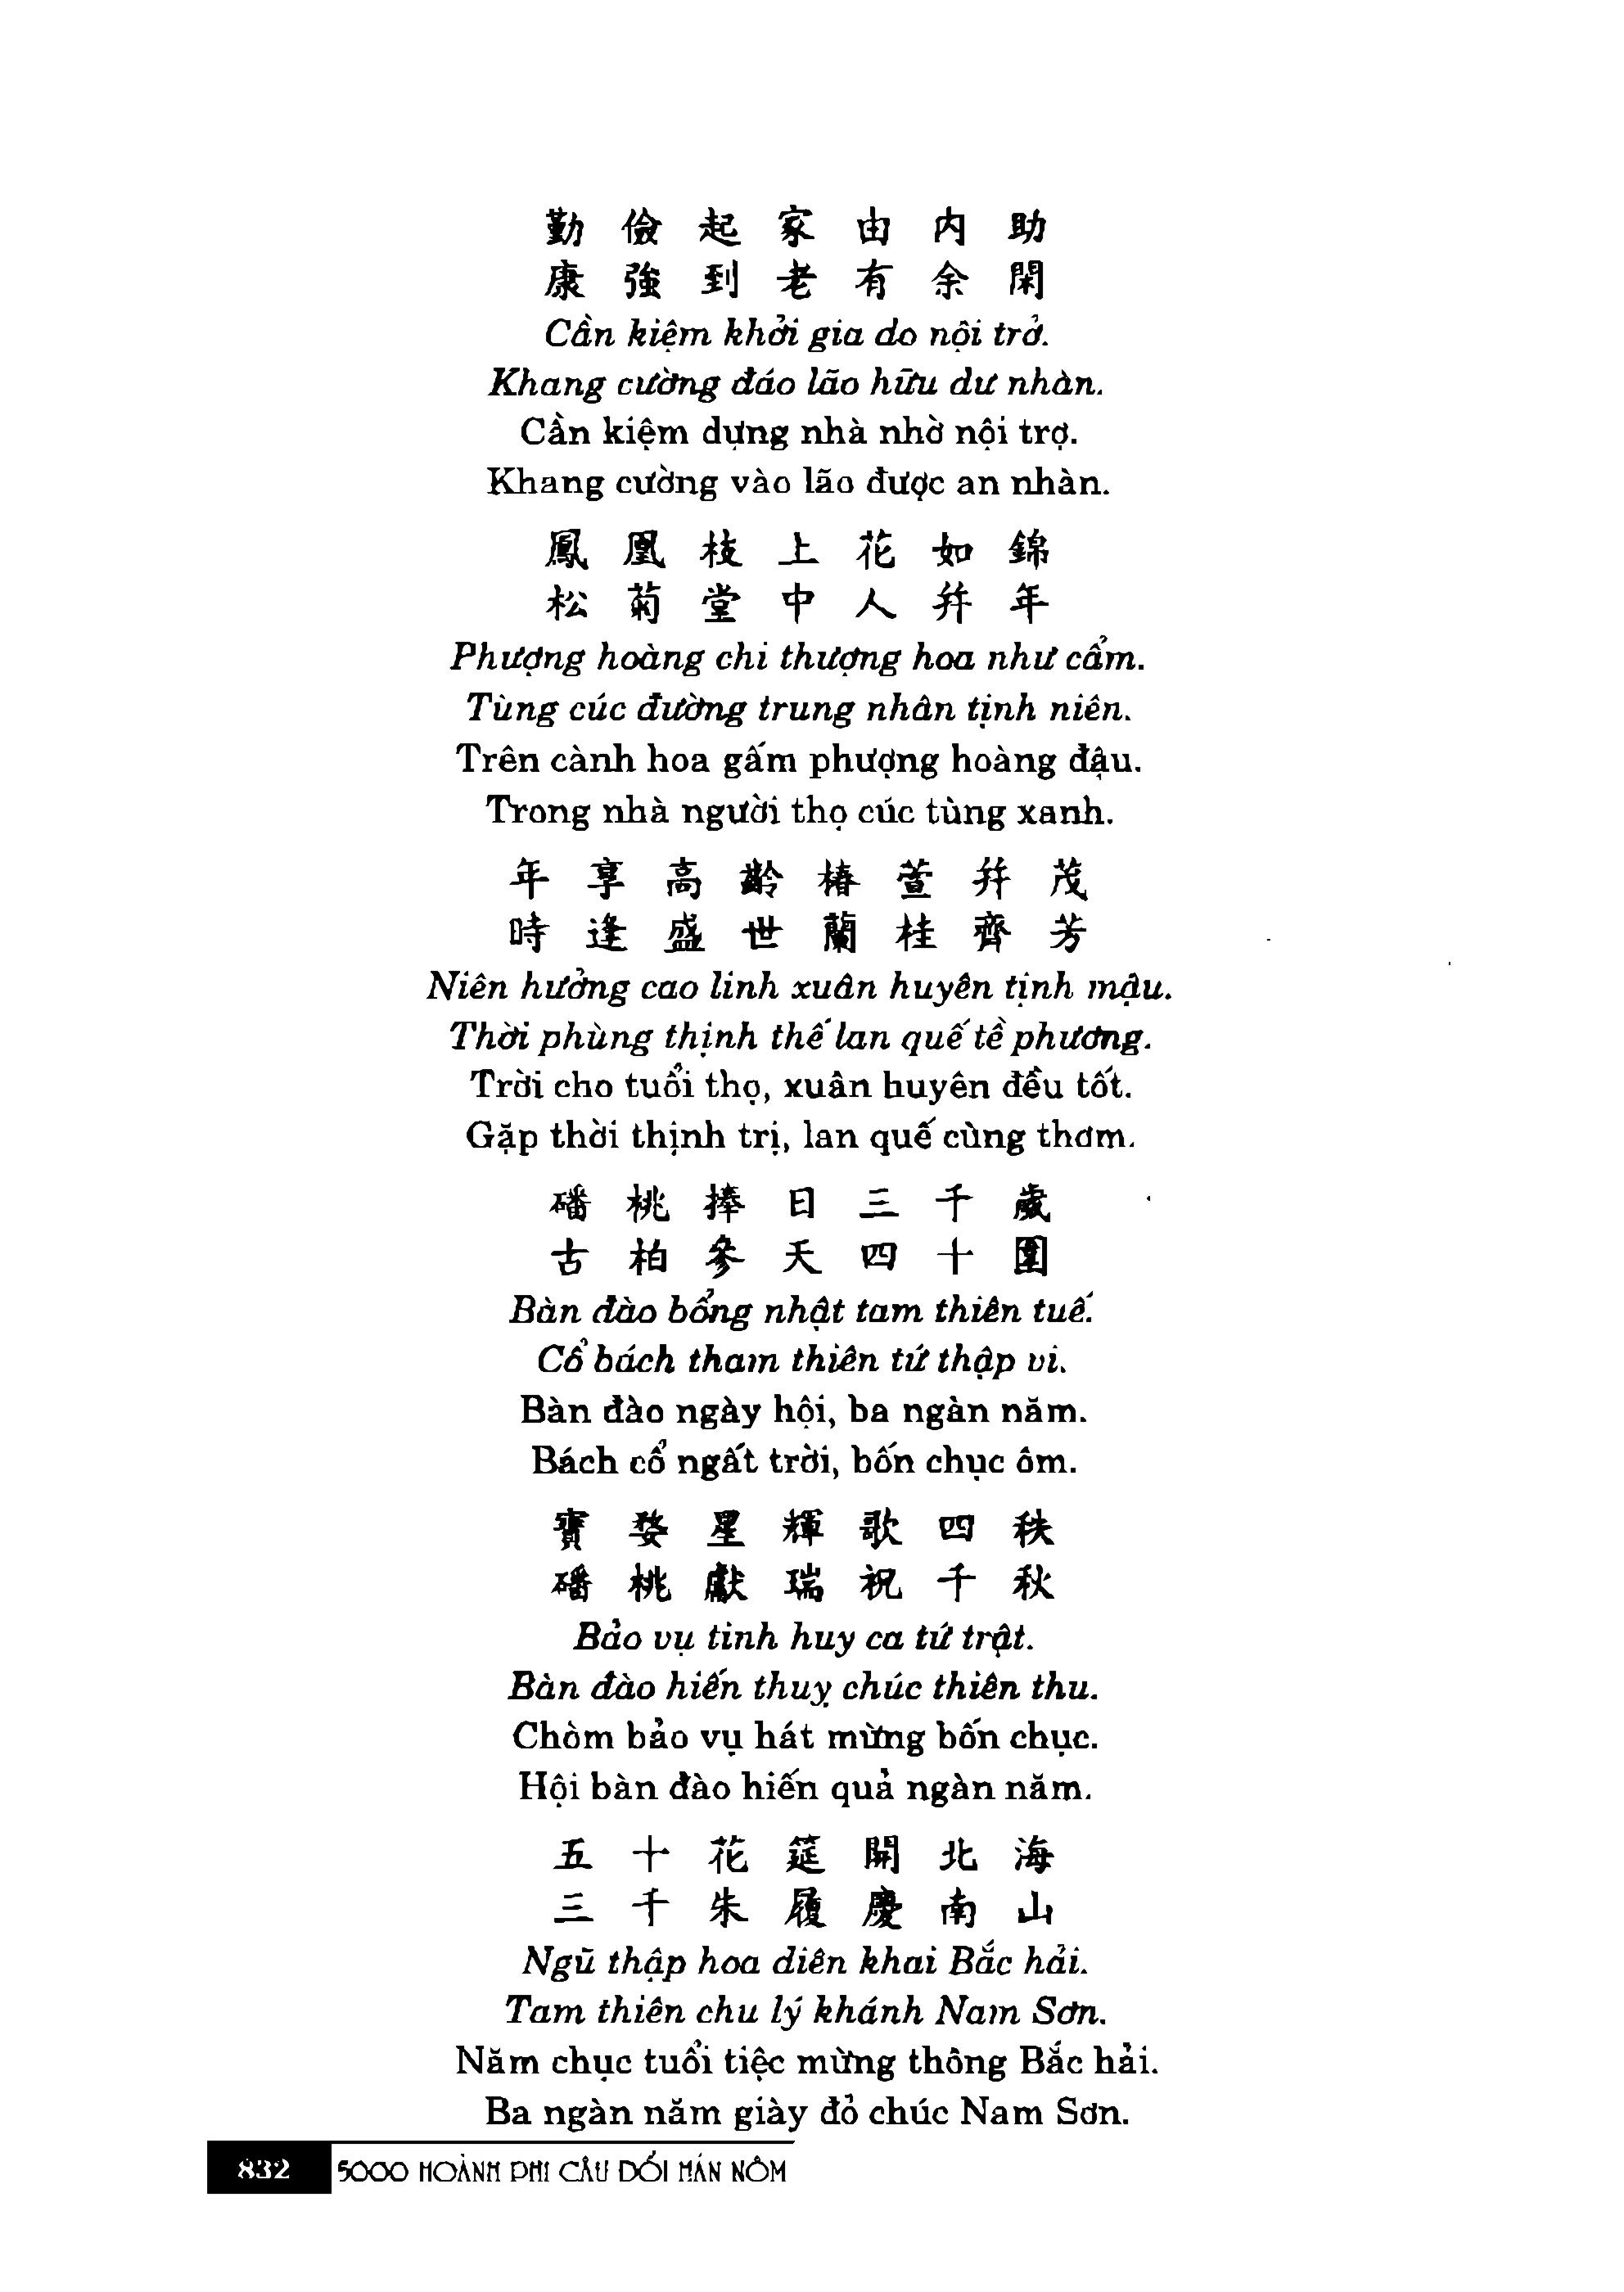 勤儉起家由内助
康強到老有余閑
Cần kiệm khởi gia do nội trở.
Khang cường đáo lão hữu dư nhàn.
Cần kiệm dựng nhà nhờ nội trợ.
Khang cường vào lão được an nhàn.
鳳凰枝上花如錦
松菊堂中人并年
Phượng hoàng chi thượng hoa như cẩm.
Tùng cúc đường trung nhân tịnh niên.
Trên cành hoa gấm phượng hoàng đậu.
Trong nhà người thọ cúc tùng xanh.
年享高齡椿萱并茂
時逢盛世蘭桂齊芳
Niên hưởng cao linh xuân huyên tịnh mậu.
Thời phùng thịnh thế lan quế tề phương.
Trời cho tuổi thọ, xuân huyên đều tốt.
Gặp thời thịnh trị, lan quế cùng thơm.
磻桃捧日三千歲
古柏參天四十圍
Bàn đào bổng nhật tam thiên tuế.
Cổ bách tham thiên tứ thập vi.
Bàn đào ngày hội, ba ngàn năm.
Bách cổ ngất trời, bốn chục ôm.
寶婺星輝歌四秩
磻桃獻瑞祝千秋
Bảo vụ tinh huy ca tứ trật.
Bàn đào hiến thuỵ chúc thiên thu.
Chòm bảo vụ hát mừng bốn chục.
Hội bàn đào hiến quả ngàn năm.
五十花筵開北海
三千朱履慶南山
Ngũ thập hoa diên khai Bắc hải.
Tam thiên chu lý khánh Nam Sơn.
Năm chục tuổi tiệc mừng thông Bắc hải.
Ba ngàn năm giày đỏ chúc Nam Sơn.
832 5000 HOÀNH PHI CÂU ĐỐI HÁN NÔM